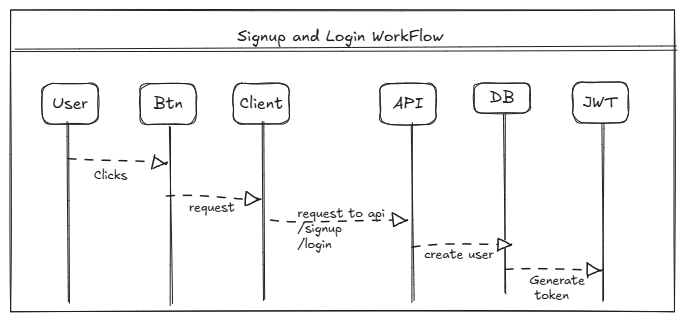 Signup and Login WorkFlow
User
Btn
Client
API
DB
JWT
Clicks
request
request to api
/signup
/login
create user
Generate
token